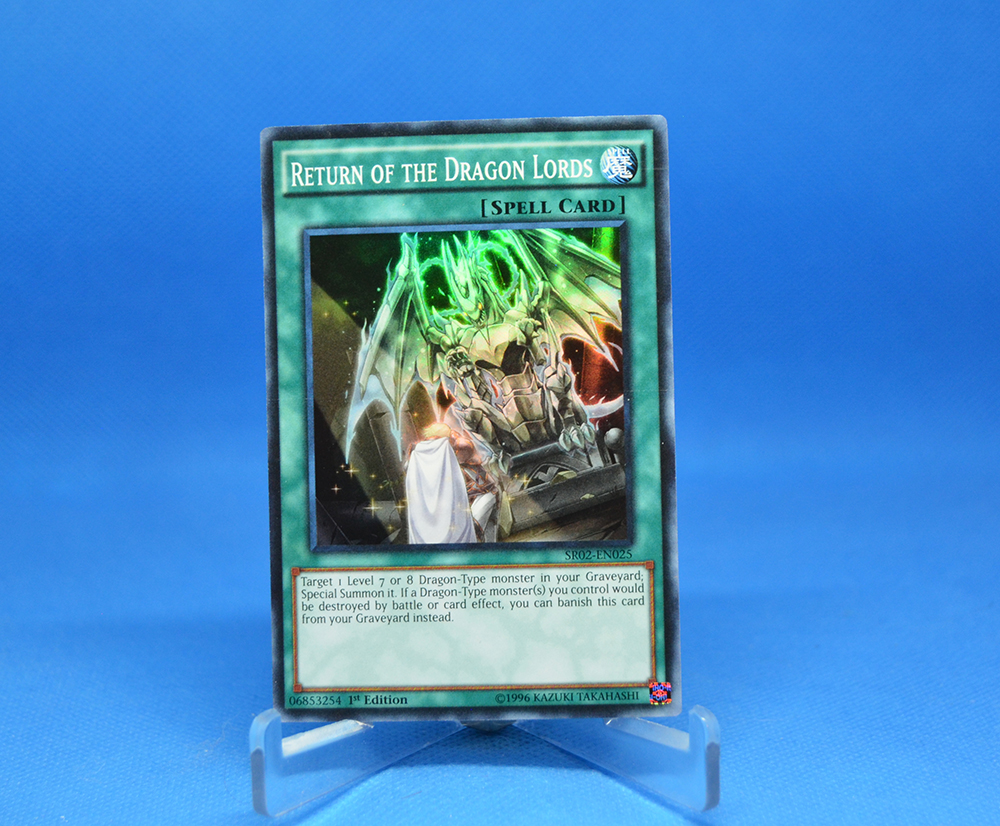 RETURN OF THE DRAGON LORDS 魔
[SPELL CARD]
SR02-EN025
Target 1 Level 7 or 8 Dragon-Type monster in your Graveyard;
Special Summon it. If a Dragon-Type monster(s) you control would
be destroyed by battle or card effect, you can banish this card
from your Graveyard instead.
06853254 1st Edition ©1996 KAZUKI TAKAHASHI